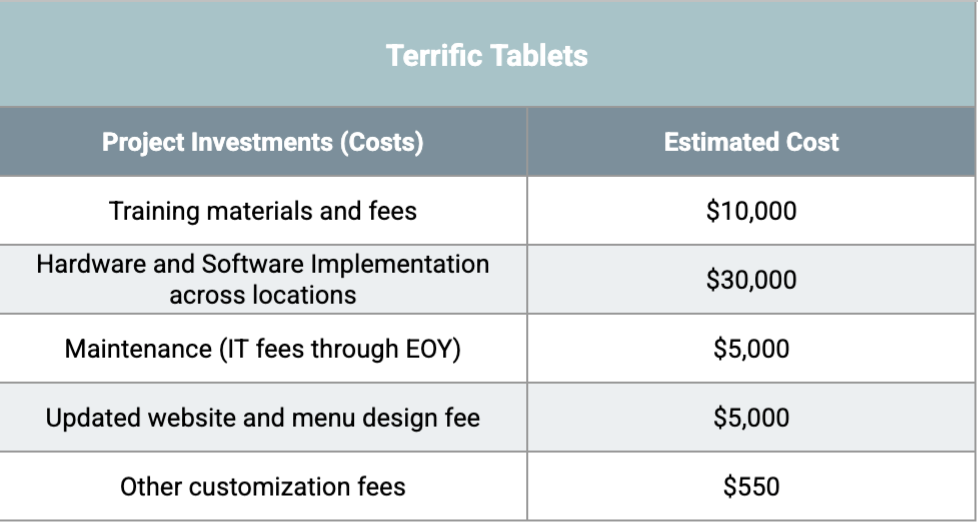 Terrific Tablets
Project Investments (Costs)
Estimated Cost
Training materials and fees
$10,000
Hardware and Software Implementation
across locations
$30,000
Maintenance (IT fees through EOY)
$5,000
Updated website and menu design fee
$5,000
Other customization fees
$550